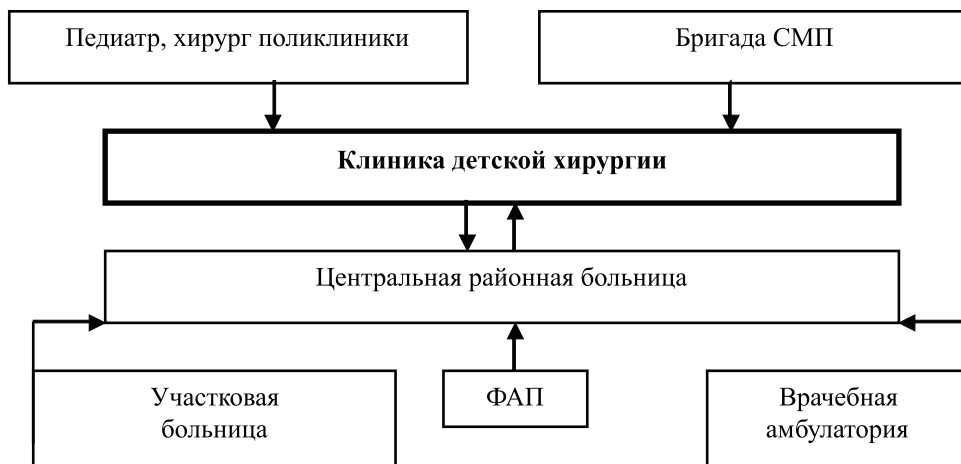 Педиатр, хирург поликлиники
Бригада СМП
Клиника детской хирургии
Центральная районная больница
Участковая
больница
ФАП
Врачебная
амбулатория